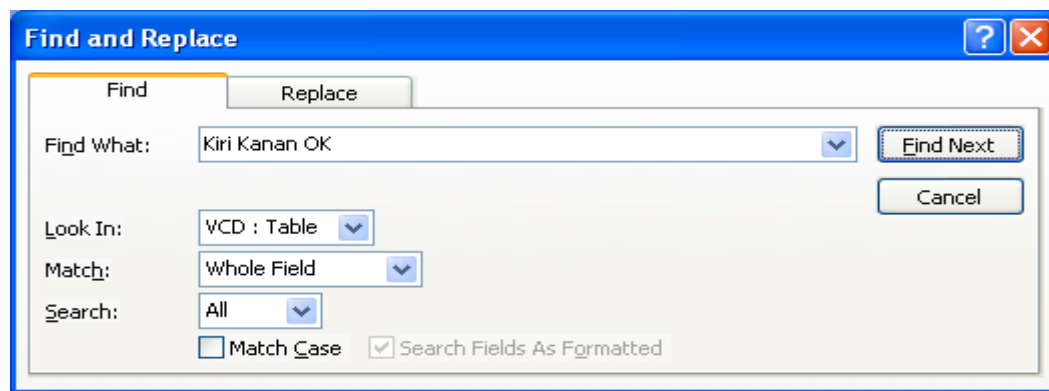 Find and Replace
Find Replace
Find What: Kiri Kanan OK Find Next
Cancel
Look In: VCD : Table
Match: Whole Field
Search: All
Match Case Search Fields As Formatted